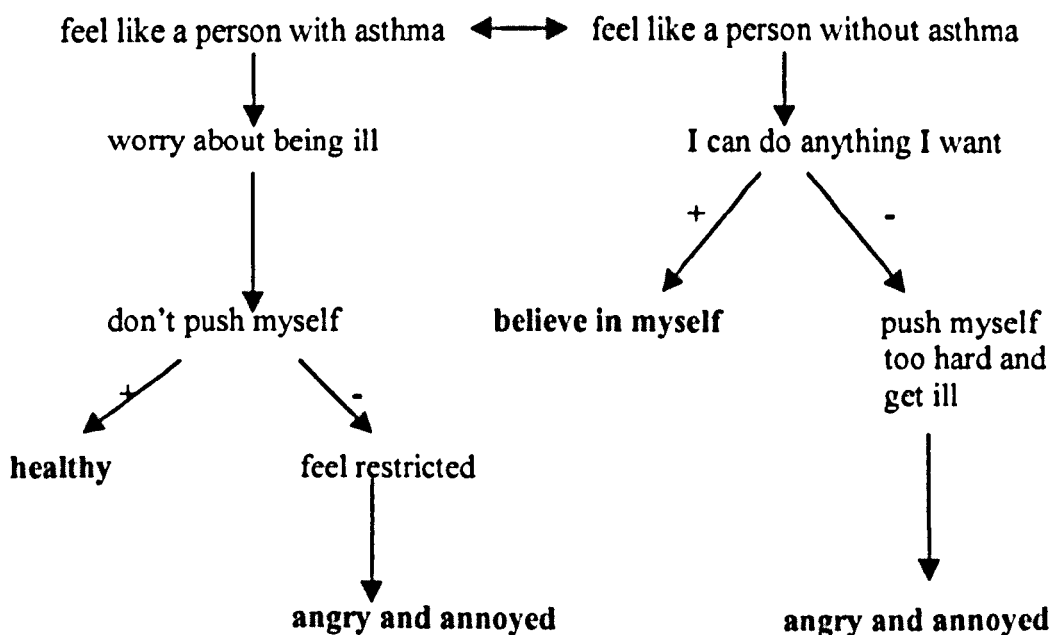 feel like a person with asthma feel like a person without asthma
worry about being ill I can do anything I want
+ -
don't push myself believe in myself push myself
too hard and
get ill
+ -
healthy feel restricted
angry and annoyed angry and annoyed